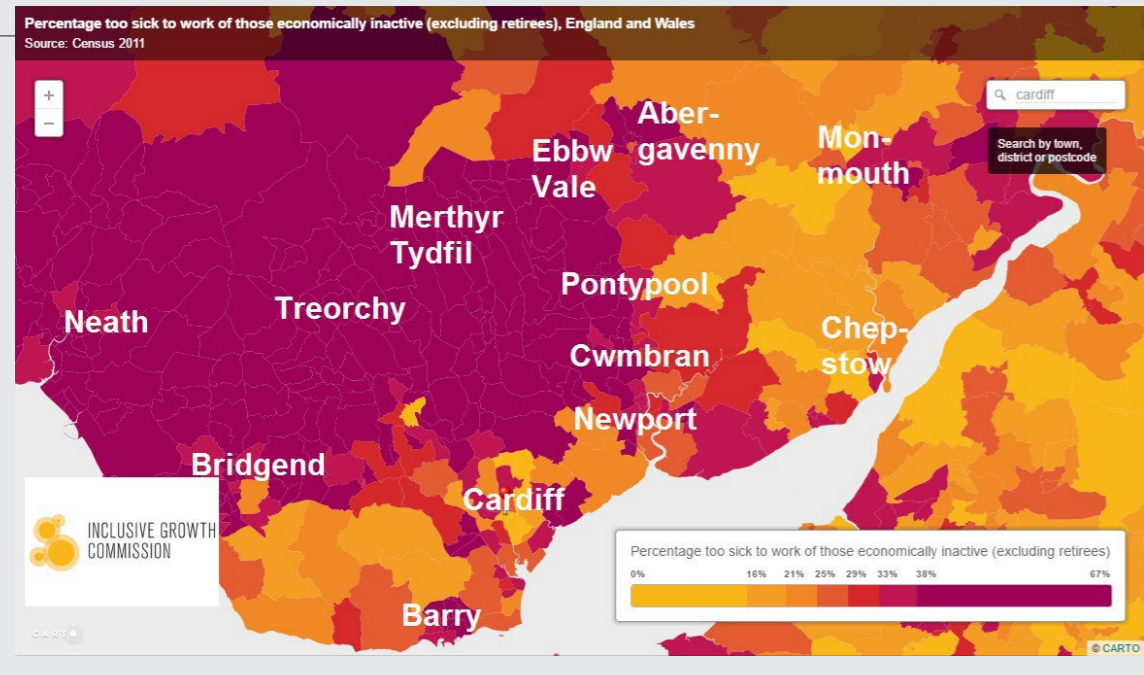 Percentage too sick to work of those economically inactive (excluding retirees), England and Wales
Source: Census 2011
+
−
cardiff
Search by town,
district or postcode
Aber-
gavenny
Mon-
mouth
Ebbw
Vale
Merthyr
Tydfil
Pontypool
Treorchy
Neath
Chep-
stow
Cwmbran
Newport
Bridgend
Cardiff
INCLUSIVE GROWTH
COMMISSION
Barry
Percentage too sick to work of those economically inactive (excluding retirees)
0% 16% 21% 25% 29% 33% 38% 67%
CARTO
© CARTO